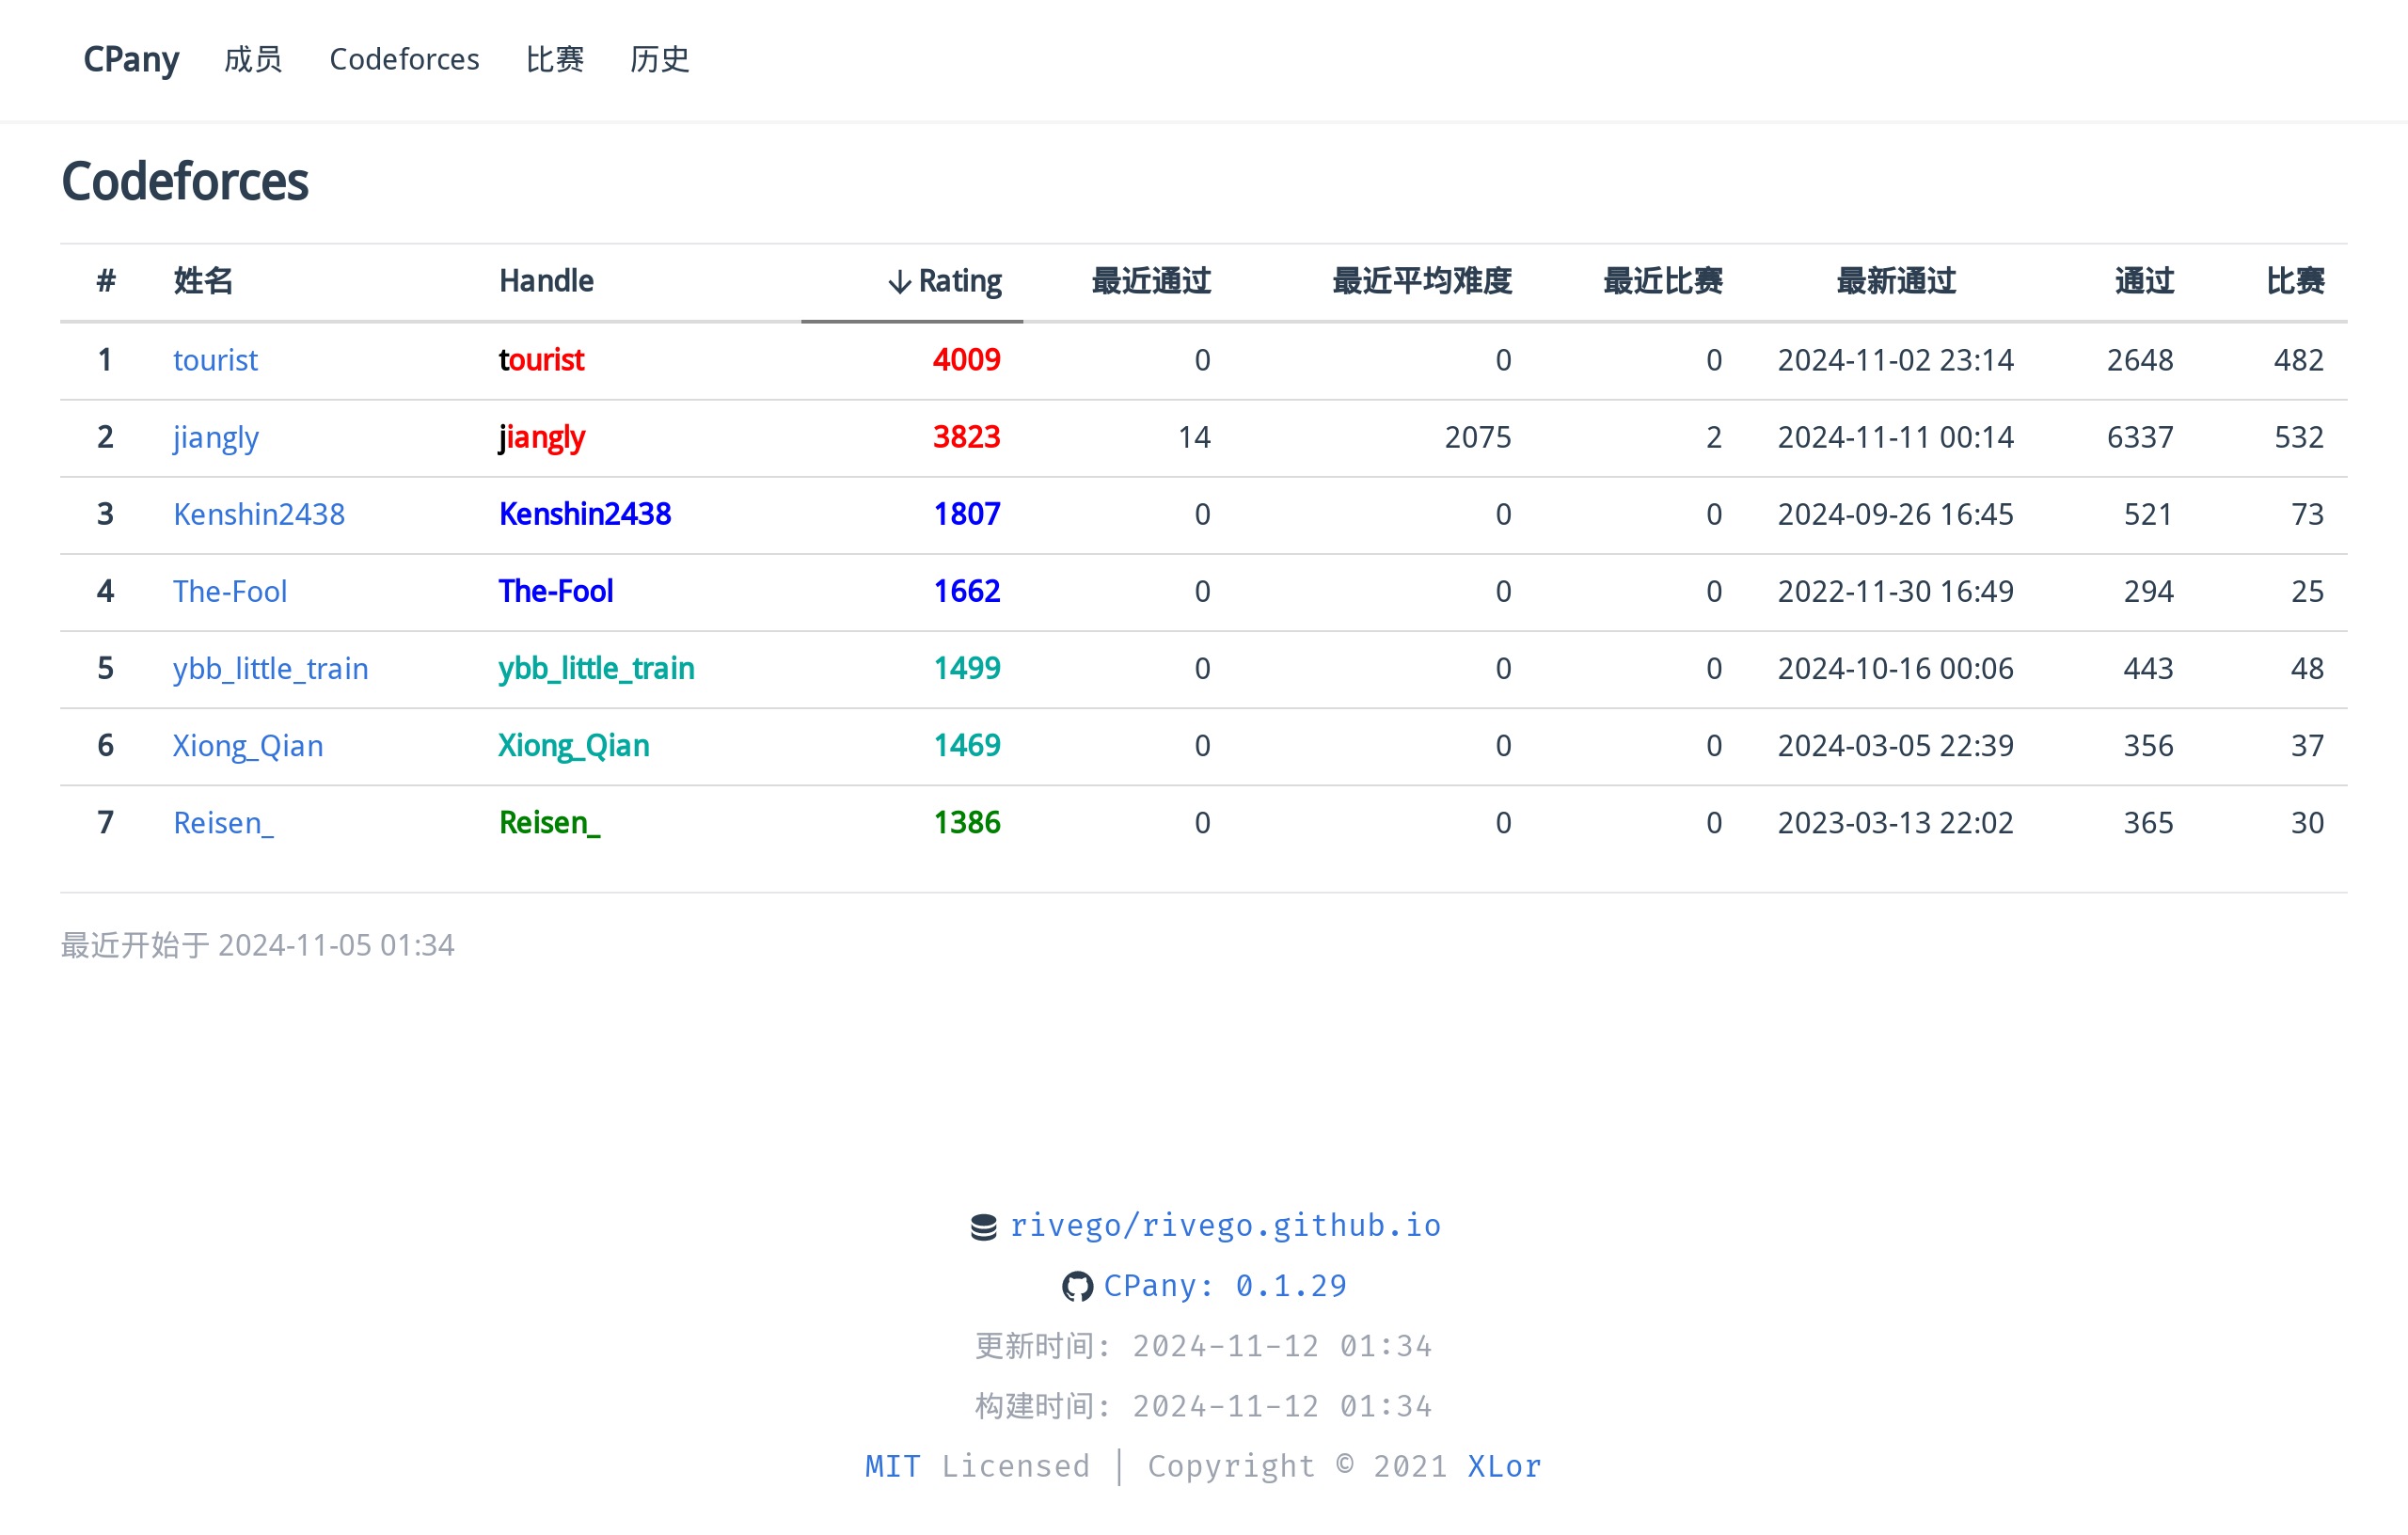 CPany 成员 Codeforces 比赛 历史
Codeforces
# 姓名 Handle ↓ Rating 最近通过 最近平均难度 最近比赛 最新通过 通过 比赛
1 tourist tourist 4009 0 0 0 2024-11-02 23:14 2648 482
2 jiangly jiangly 3823 14 2075 2 2024-11-11 00:14 6337 532
3 Kenshin2438 Kenshin2438 1807 0 0 0 2024-09-26 16:45 521 73
4 The-Fool The-Fool 1662 0 0 0 2022-11-30 16:49 294 25
5 ybb_little_train ybb_little_train 1499 0 0 0 2024-10-16 00:06 443 48
6 Xiong_Qian Xiong_Qian 1469 0 0 0 2024-03-05 22:39 356 37
7 Reisen_ Reisen_ 1386 0 0 0 2023-03-13 22:02 365 30
最近开始于 2024-11-05 01:34
rivego/rivego.github.io
CPany: 0.1.29
更新时间: 2024-11-12 01:34
构建时间: 2024-11-12 01:34
MIT Licensed | Copyright © 2021 XLor